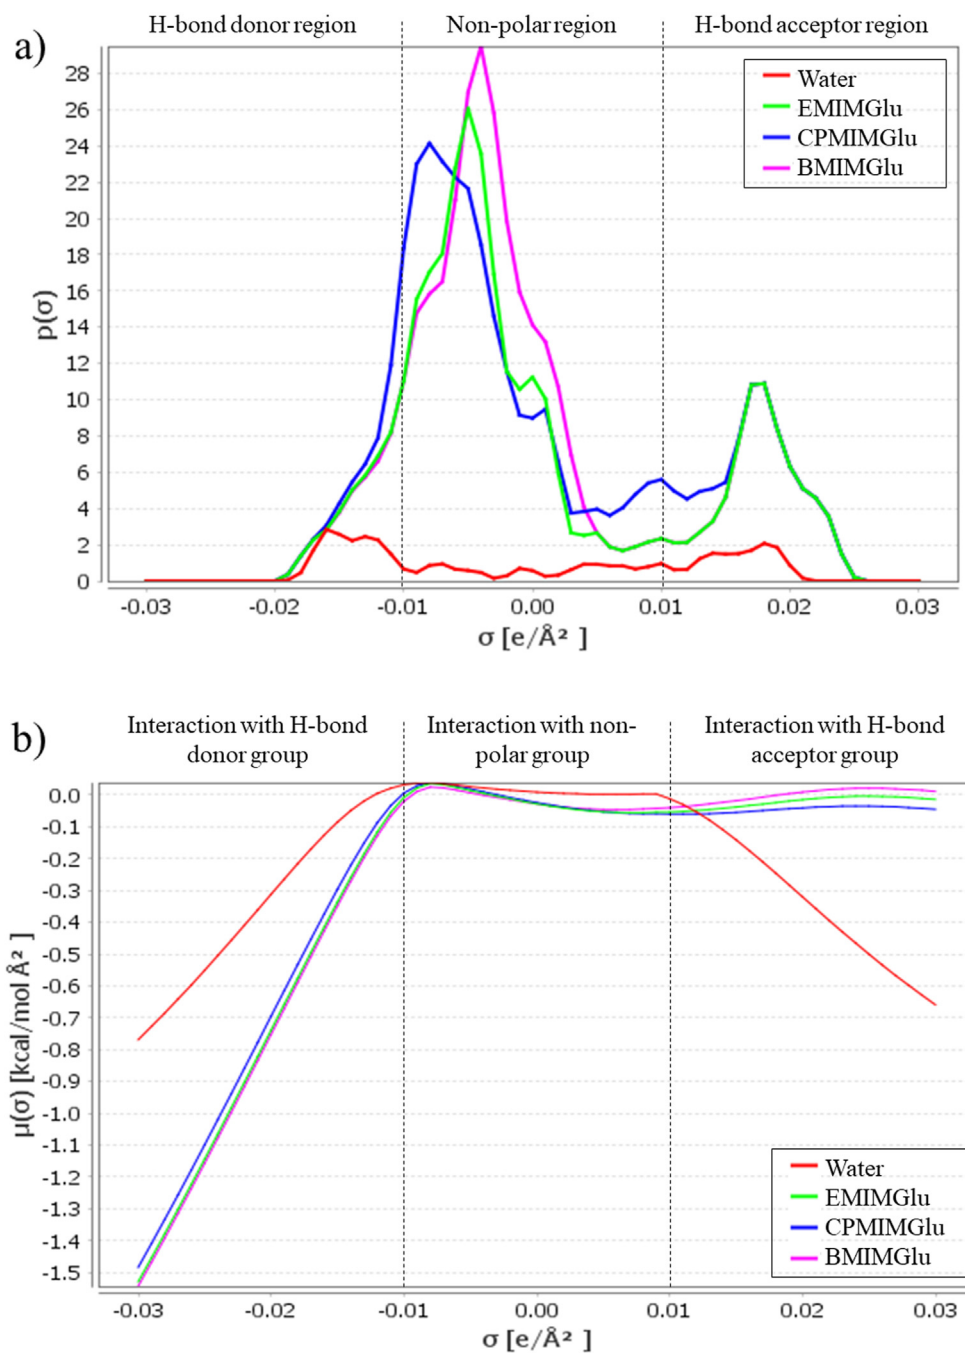 a)
H-bond donor region
Non-polar region
H-bond acceptor region
Water
EMIMGlu
CPMIMGlu
BMIMGlu
p(σ)
28
26
24
22
20
18
16
14
12
10
8
6
4
2
0
-0.03
-0.02
-0.01
0.00
0.01
0.02
0.03
σ [e/Å² ]
b)
Interaction with H-bond
donor group
Interaction with non-
polar group
Interaction with H-bond
acceptor group
μ(σ) [kcal/mol Å²]
0.0
-0.1
-0.2
-0.3
-0.4
-0.5
-0.6
-0.7
-0.8
-0.9
-1.0
-1.1
-1.2
-1.3
-1.4
-1.5
Water
EMIMGlu
CPMIMGlu
BMIMGlu
-0.03
-0.02
-0.01
0.00
0.01
0.02
0.03
σ [e/Å² ]